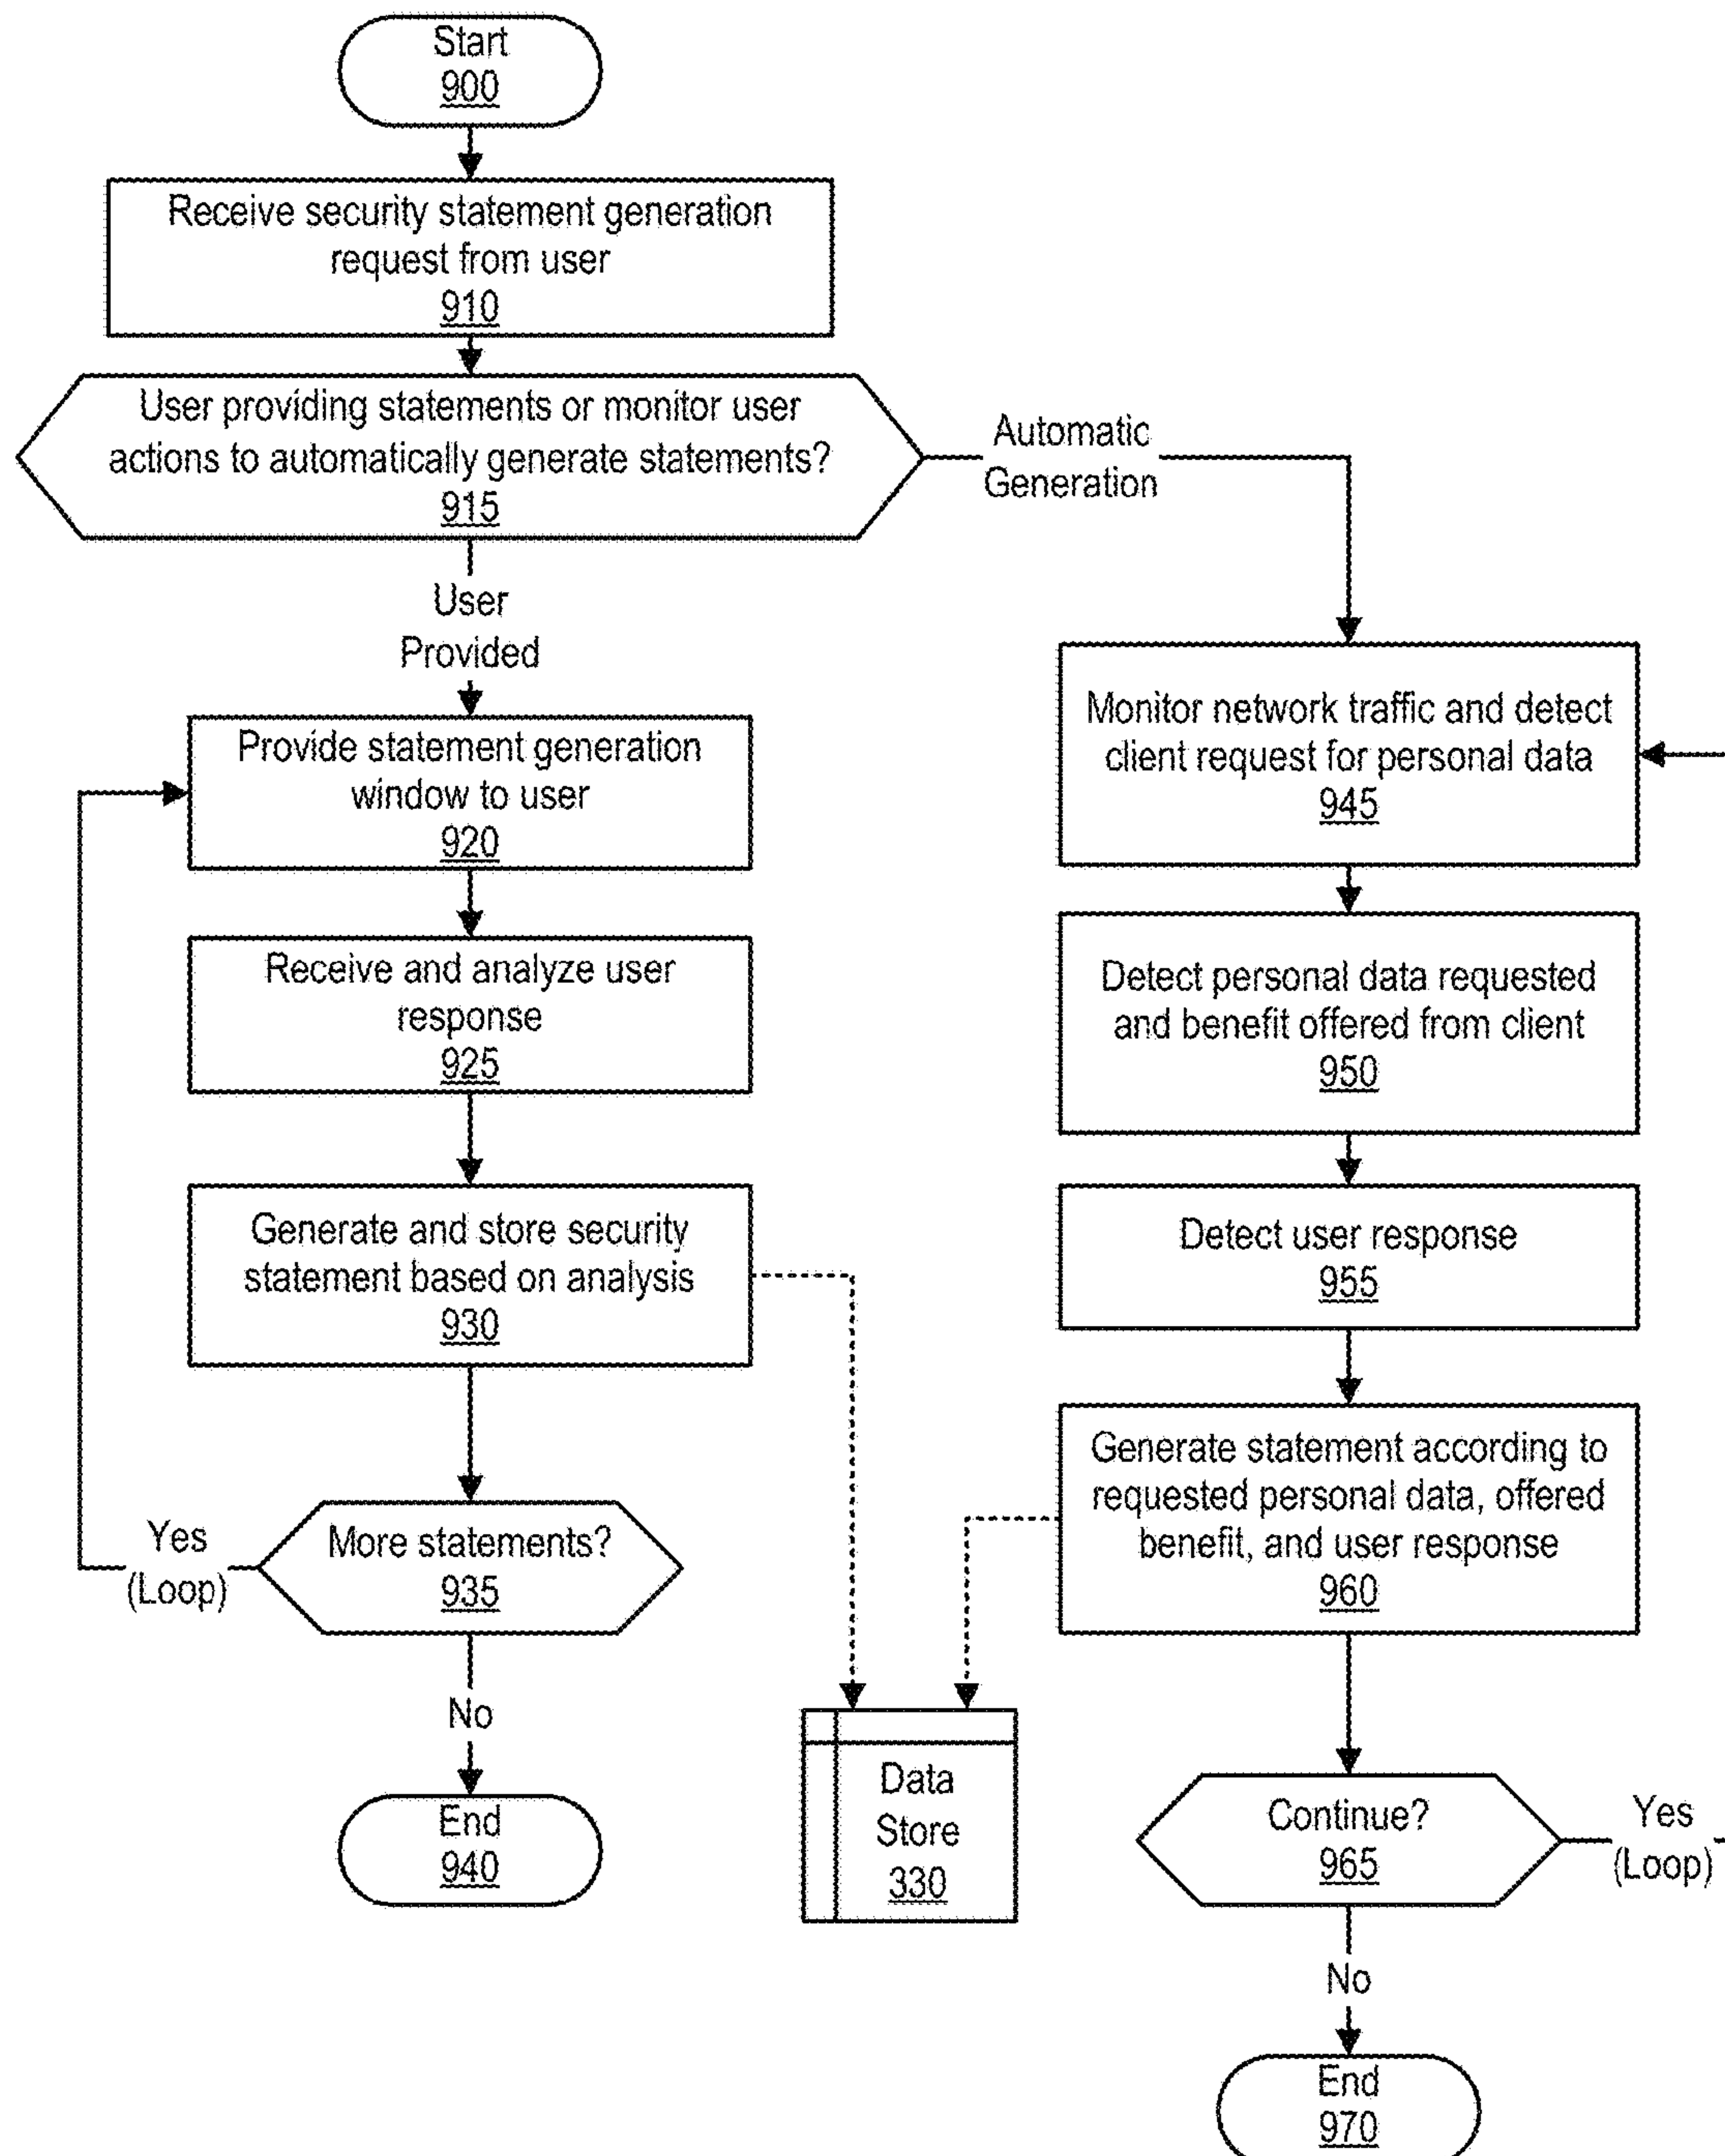 Start
900
Receive security statement generation
request from user
910
User providing statements or monitor user
actions to automatically generate statements?
915
Automatic
Generation
User
Provided
Provide statement generation
window to user
920
Receive and analyze user
response
925
Generate and store security
statement based on analysis
930
More statements?
935
Yes
(Loop)
No
End
940
Monitor network traffic and detect
client request for personal data
945
Detect personal data requested
and benefit offered from client
950
Detect user response
955
Generate statement according to
requested personal data, offered
benefit, and user response
960
Data
Store
330
Continue?
965
Yes
(Loop)
No
End
970